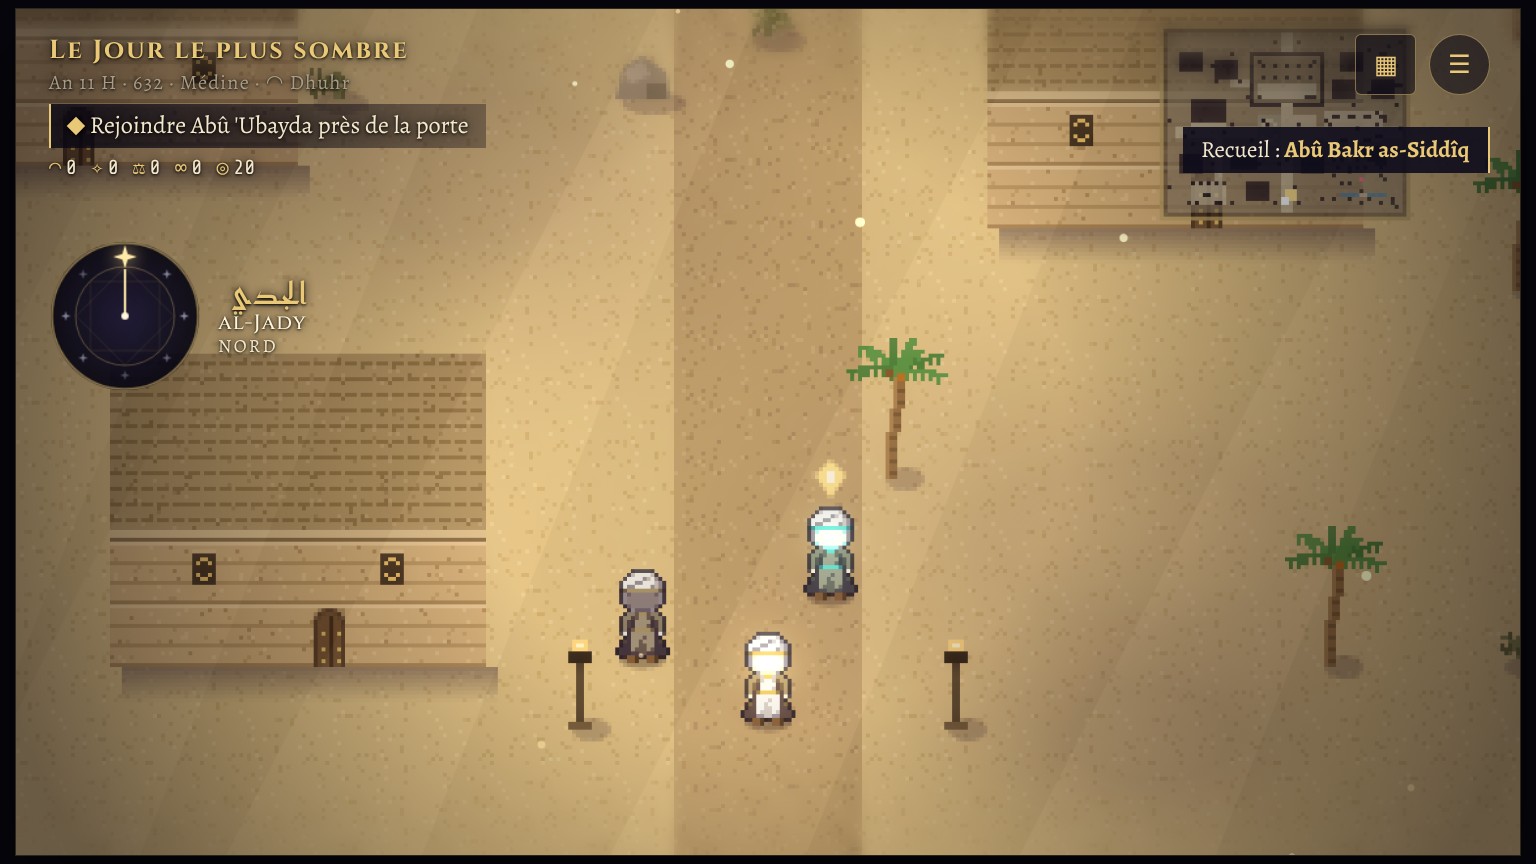 Le Jour le plus sombre
An 11 H · 632 · Médine · ◠ Dhuhr
◆ Rejoindre Abû 'Ubayda près de la porte
◠ 0 ✧ 0 ⚖ 0 ∞ 0 ◎ 20
Recueil : Abû Bakr as-Siddîq
الجدي
AL-JADY
NORD